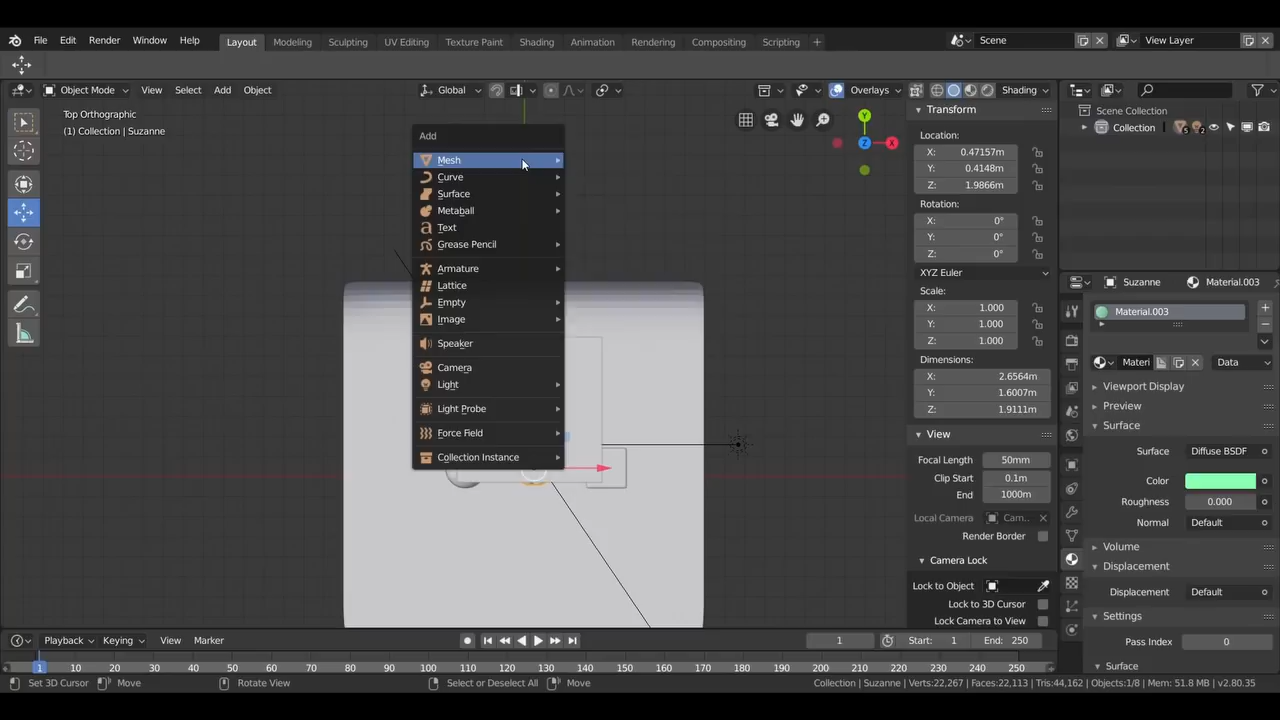 File Edit Render Window Help Layout Modeling Sculpting UV Editing Texture Paint Shading Animation Rendering Compositing Scripting + Scene View Layer
Object Mode View Select Add Object Global Overlays Shading
Top Orthographic
(1) Collection | Suzanne
Add
Mesh
Curve
Surface
Metaball
Text
Grease Pencil
Armature
Lattice
Empty
Image
Speaker
Camera
Light
Light Probe
Force Field
Collection Instance
Y
Z
X
Transform
Location:
X: 0.47157m
Y: 0.4148m
Z: 1.9866m
Rotation:
X: 0°
Y: 0°
Z: 0°
XYZ Euler
Scale:
X: 1.000
Y: 1.000
Z: 1.000
Dimensions:
X: 2.6564m
Y: 1.6007m
Z: 1.9111m
View
Focal Length 50mm
Clip Start 0.1m
End 1000m
Local Camera Cam..
Render Border
Camera Lock
Lock to Object
Lock to 3D Cursor
Lock Camera to View
Scene Collection
Collection 5 2
Suzanne Material.003
Material.003
Materi Data
Viewport Display
Preview
Surface
Surface Diffuse BSDF
Color
Roughness 0.000
Normal Default
Volume
Displacement
Displacement Default
Settings
Pass Index 0
Surface
Playback Keying View Marker 1 Start: 1 End: 250
1 10 20 30 40 50 60 70 80 90 100 110 120 130 140 150 160 170 180 190 200 210 220 230 240 250
Set 3D Cursor Move Rotate View Select or Deselect All Move Collection | Suzanne | Verts:22,267 | Faces:22,113 | Tris:44,162 | Objects:1/8 | Mem: 51.8 MB | v2.80.35